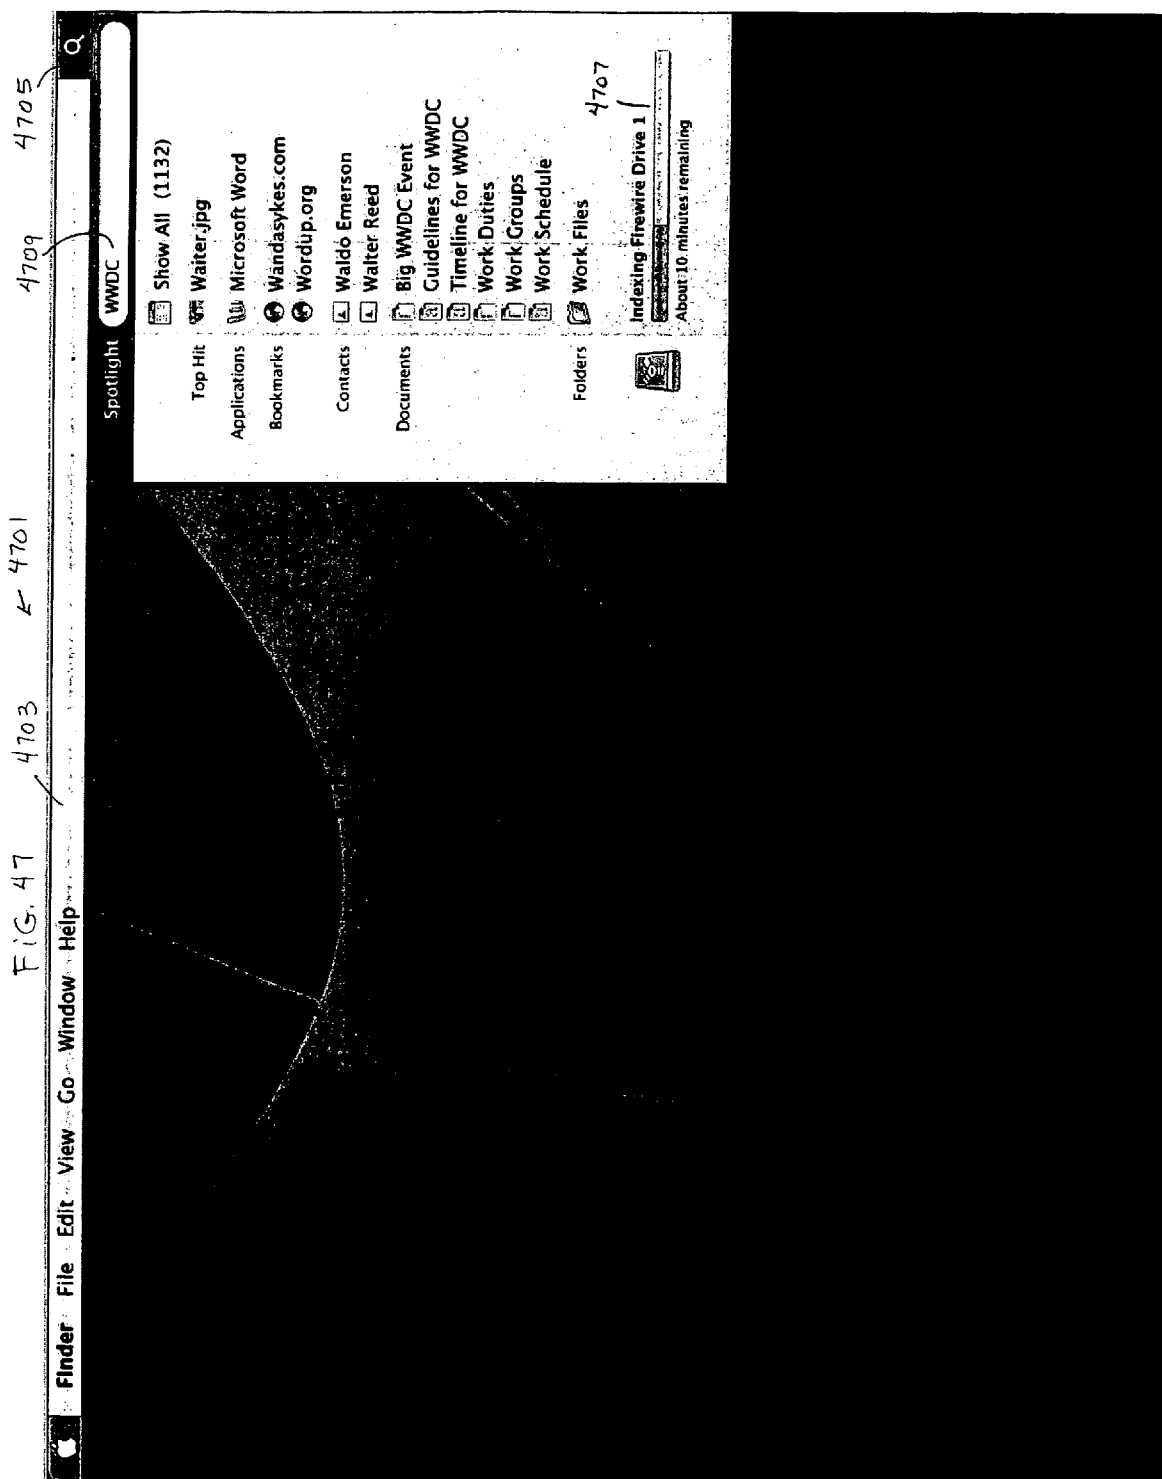 FIG. 47
4703
4701
4709
4705
Finder File Edit View Go Window Help
Spotlight WWDC
Show All (1132)
Top Hit Waiter.jpg
Applications Microsoft Word
Bookmarks Wandasykes.com
Wordup.org
Contacts Waldo Emerson
Walter Reed
Documents Big WWDC Event
Guidelines for WWDC
Timeline for WWDC
Work Duties
Work Groups
Work Schedule
Folders Work Files
4707
Indexing Firewire Drive 1
About 10 minutes remaining